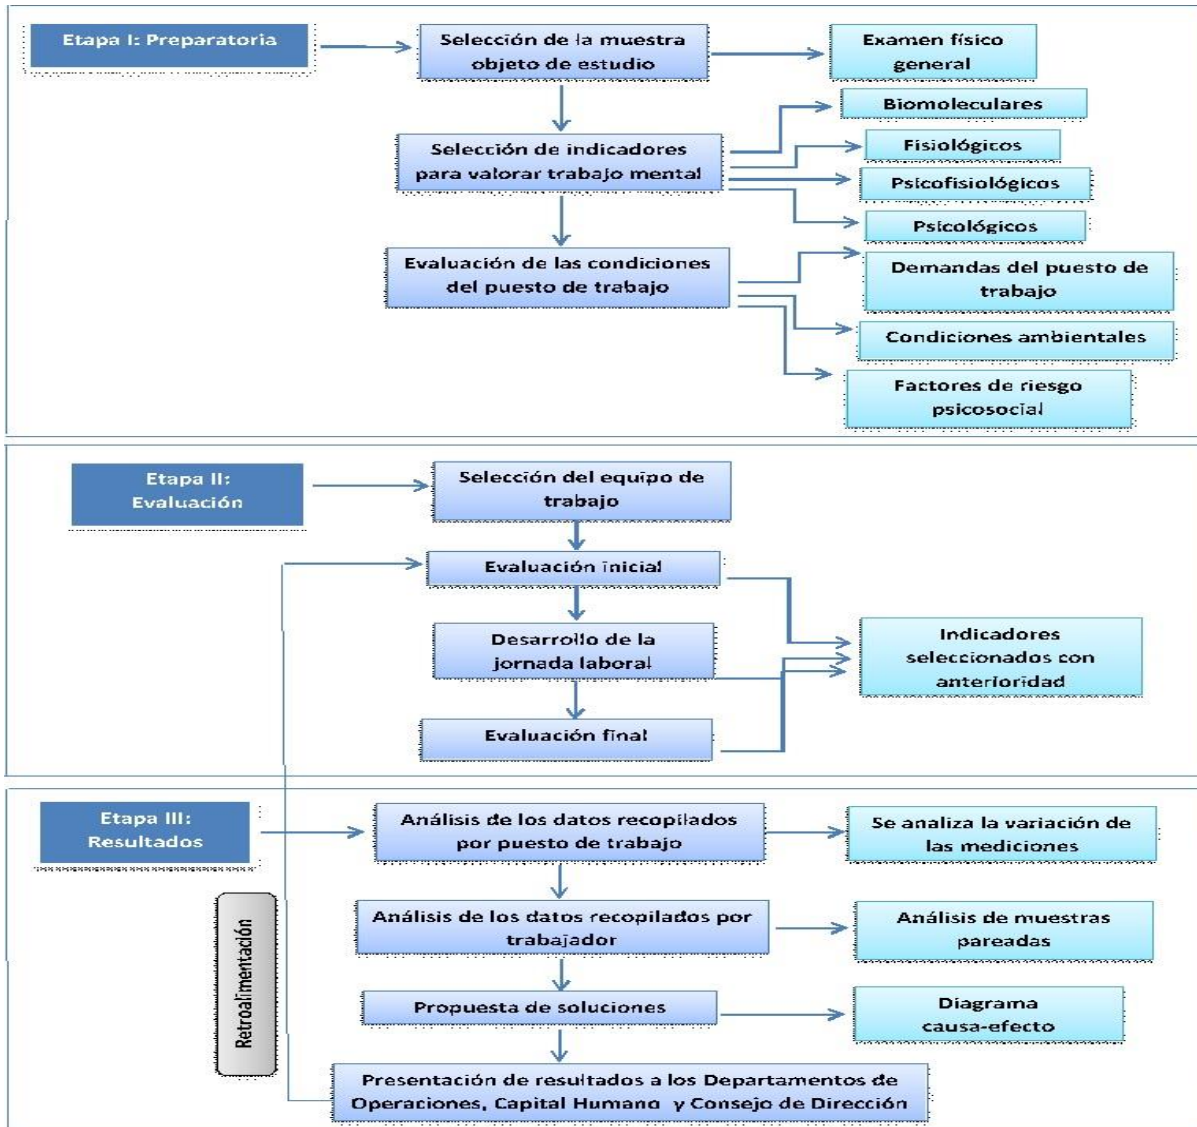 Etapa I: Preparatoria
Selección de la muestra
objeto de estudio
Examen físico
general
Selección de indicadores
para valorar trabajo mental
Biomoleculares
Fisiológicos
Psicofisiológicos
Psicológicos
Evaluación de las condiciones
del puesto de trabajo
Demandas del puesto de
trabajo
Condiciones ambientales
Factores de riesgo
psicosocial
Etapa II:
Evaluación
Selección del equipo de
trabajo
Evaluación inicial
Desarrollo de la
jornada laboral
Evaluación final
Indicadores
seleccionados con
anterioridad
Etapa III:
Resultados
Análisis de los datos recopilados
por puesto de trabajo
Se analiza la variación de
las mediciones
Análisis de los datos recopilados por
trabajador
Análisis de muestras
pareadas
Propuesta de soluciones
Diagrama
causa-efecto
Retroalimentación
Presentación de resultados a los Departamentos de
Operaciones, Capital Humano y Consejo de Dirección